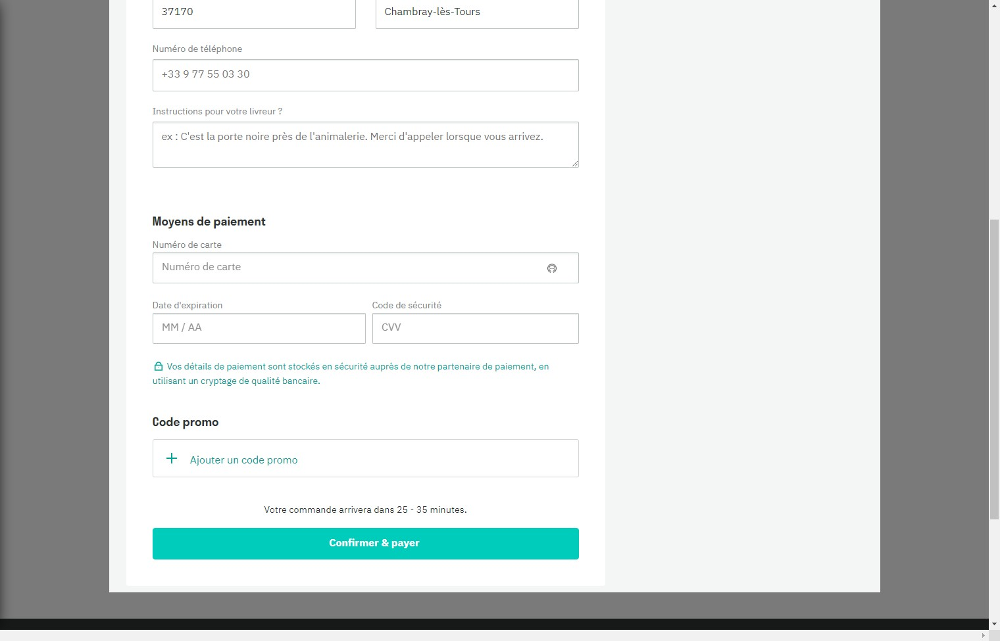 37170
Chambray-lès-Tours
Numéro de téléphone
+33 9 77 55 03 30
Instructions pour votre livreur ?
ex : C'est la porte noire près de l'animalerie. Merci d'appeler lorsque vous arrivez.
Moyens de paiement
Numéro de carte
Numéro de carte
Date d'expiration
Code de sécurité
MM / AA
CVV
Vos détails de paiement sont stockés en sécurité auprès de notre partenaire de paiement, en
utilisant un cryptage de qualité bancaire.
Code promo
Ajouter un code promo
Votre commande arrivera dans 25 - 35 minutes.
Confirmer & payer